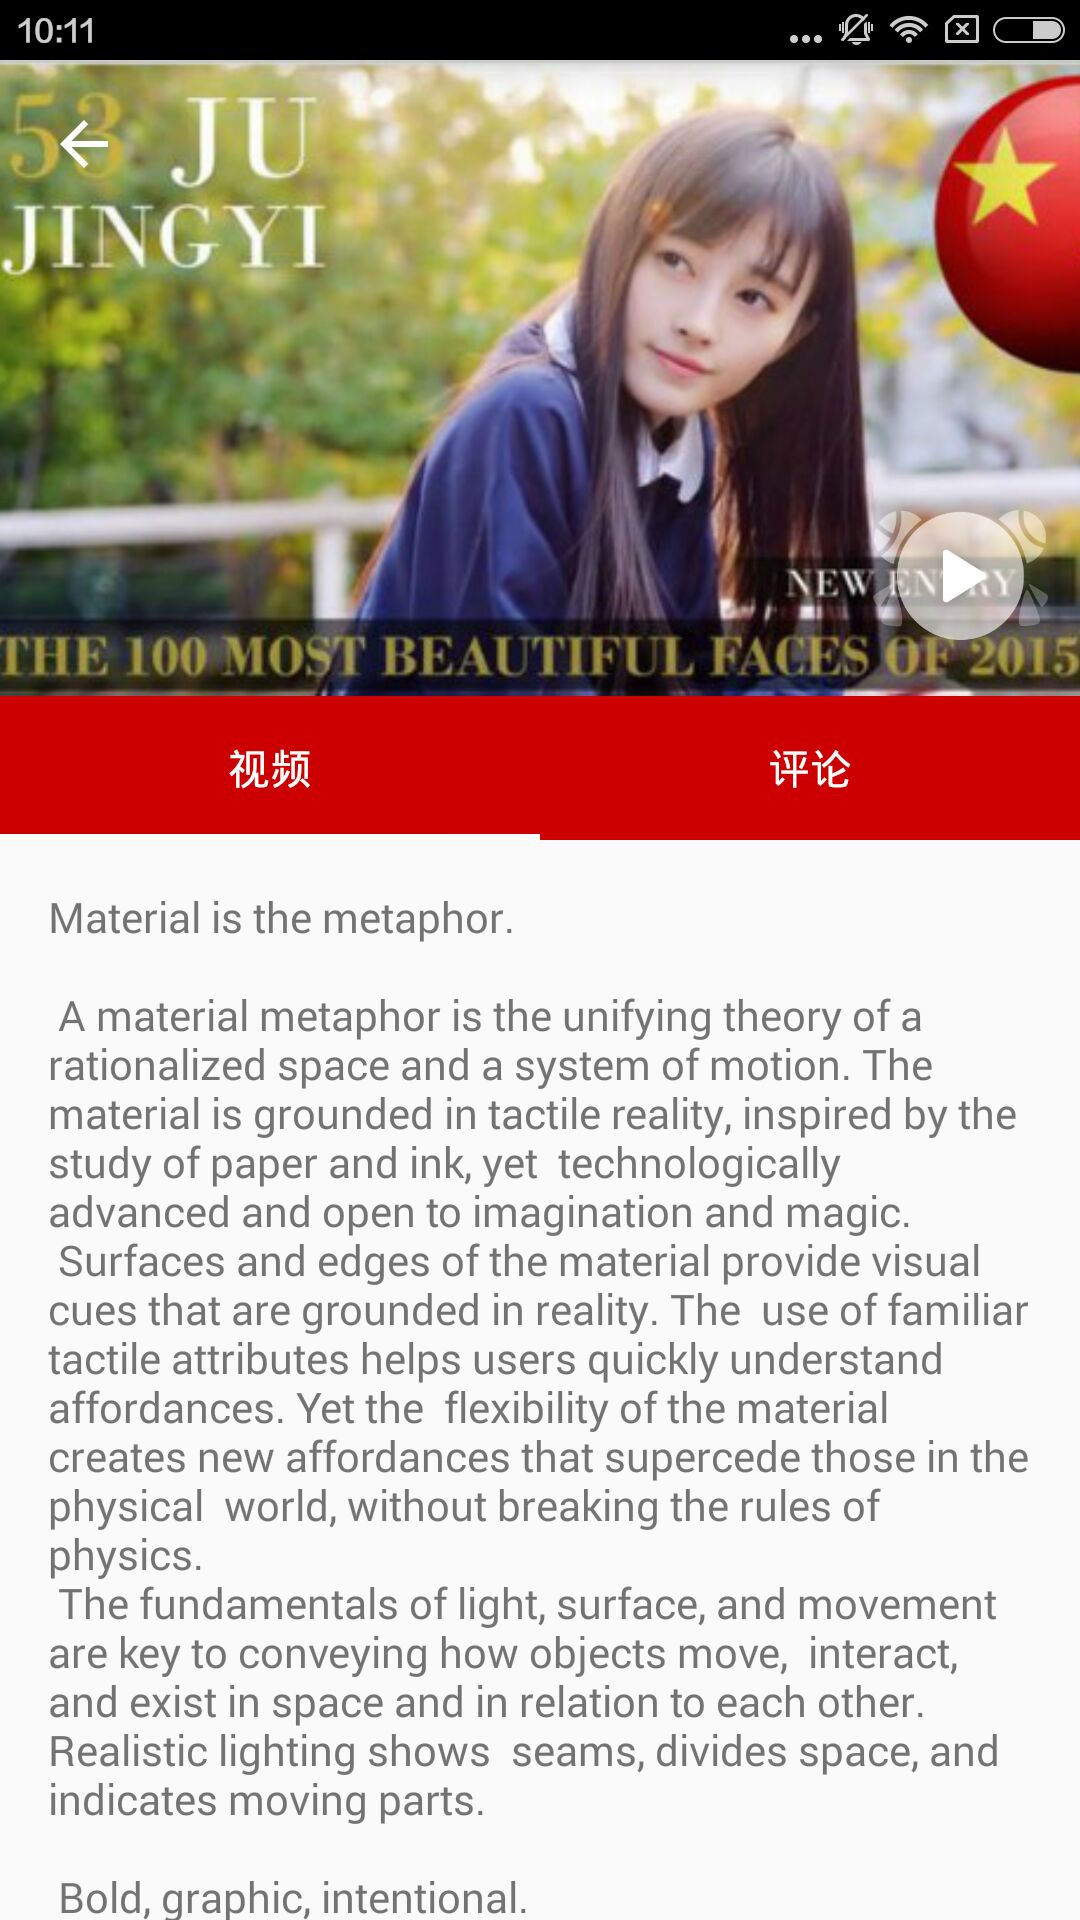 10:11
53 JU
JINGYI
NEW ENTRY
THE 100 MOST BEAUTIFUL FACES OF 2015
视频
评论
Material is the metaphor.
A material metaphor is the unifying theory of a
rationalized space and a system of motion. The
material is grounded in tactile reality, inspired by the
study of paper and ink, yet  technologically
advanced and open to imagination and magic.
Surfaces and edges of the material provide visual
cues that are grounded in reality. The  use of familiar
tactile attributes helps users quickly understand
affordances. Yet the  flexibility of the material
creates new affordances that supercede those in the
physical  world, without breaking the rules of
physics.
The fundamentals of light, surface, and movement
are key to conveying how objects move,  interact,
and exist in space and in relation to each other.
Realistic lighting shows  seams, divides space, and
indicates moving parts.
Bold, graphic, intentional.